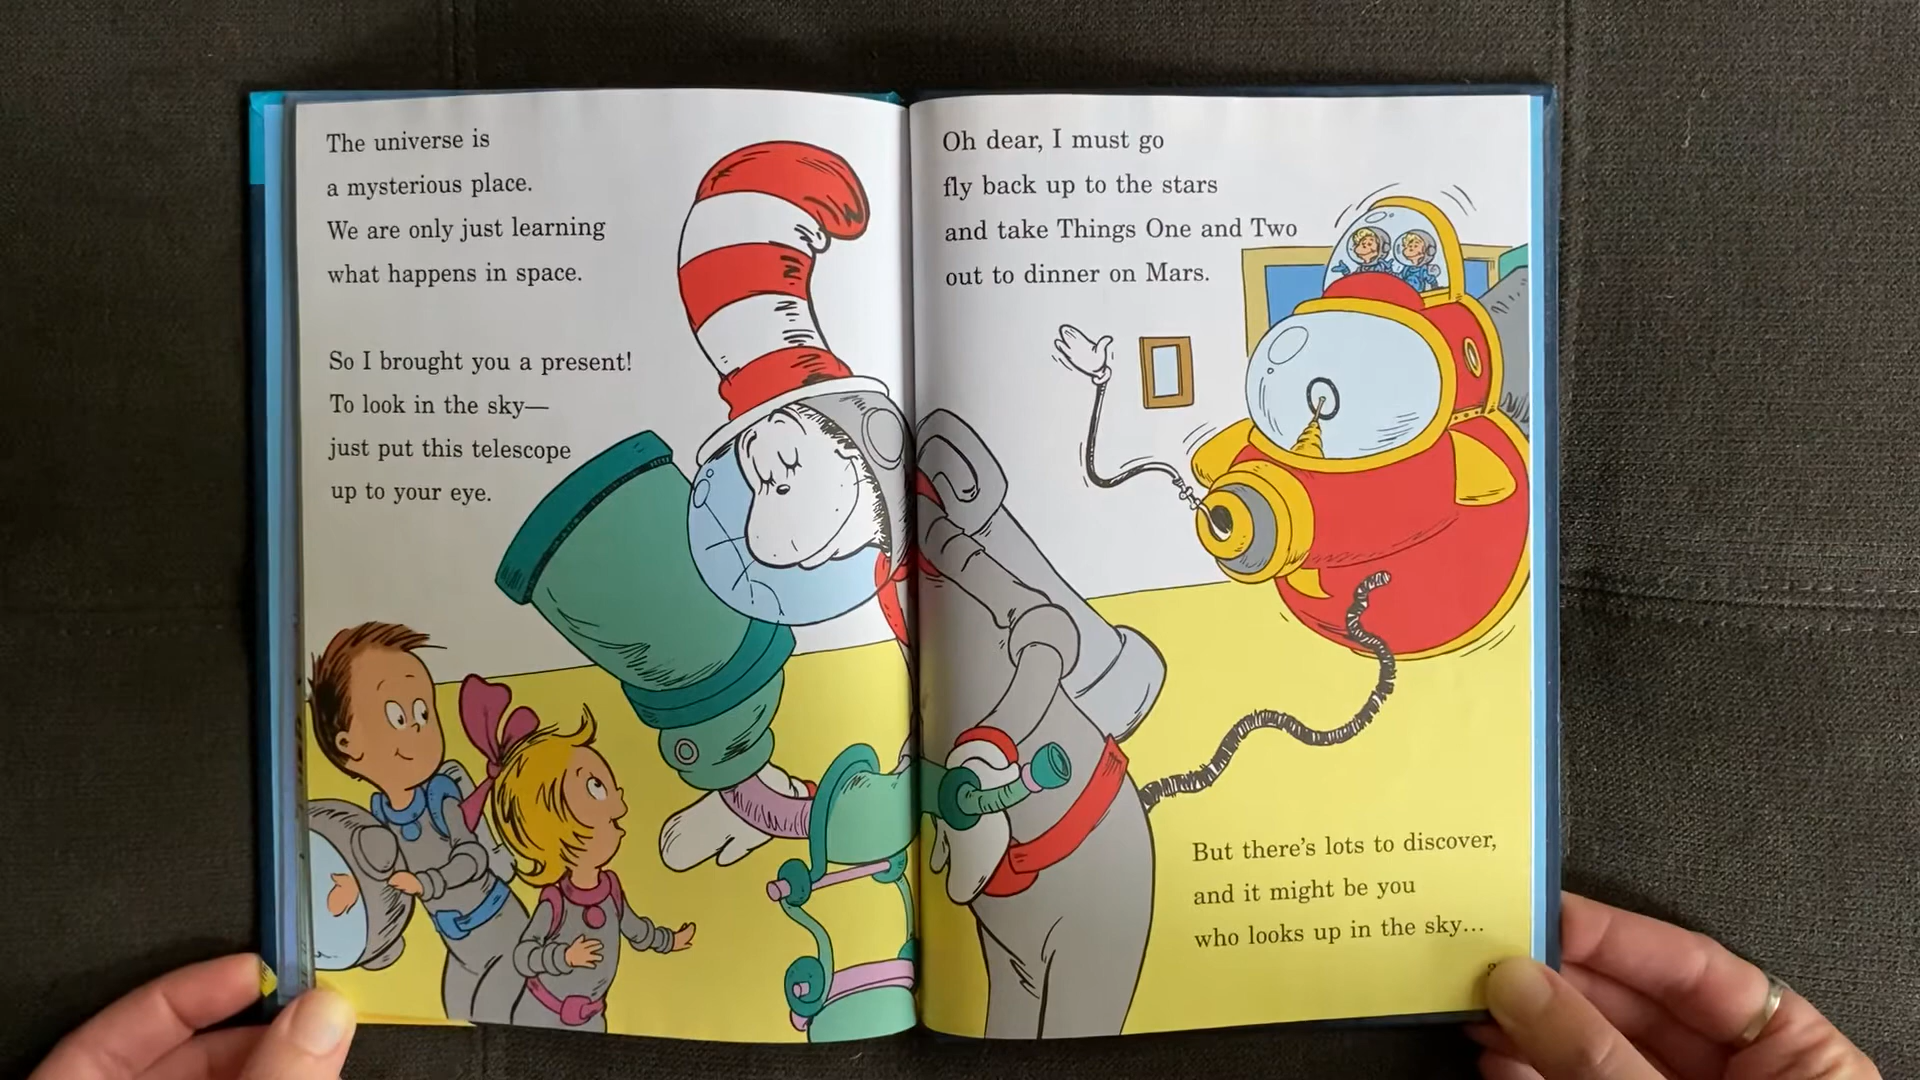 The universe is
a mysterious place.
We are only just learning
what happens in space.
So I brought you a present!
To look in the sky—
just put this telescope
up to your eye.
Oh dear, I must go
fly back up to the stars
and take Things One and Two
out to dinner on Mars.
But there's lots to discover,
and it might be you
who looks up in the sky...